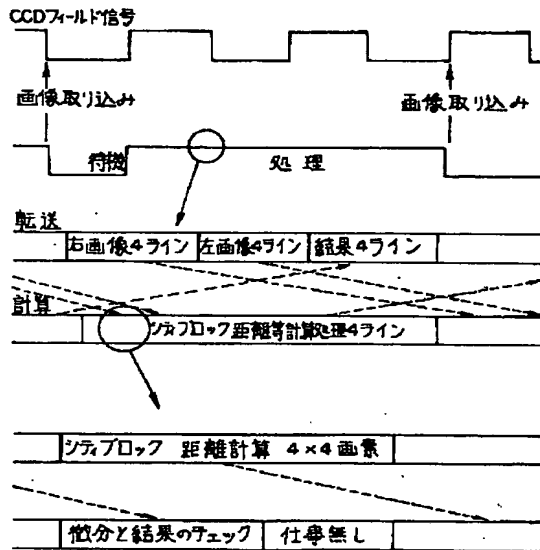 CCDフィールド信号
画像取り込み
画像取り込み
待機
処理
転送
右画像4ライン 左画像4ライン 結果4ライン
計算
シティブロック距離等計算処理4ライン
シティブロック 距離計算 4×4画素
微分と結果のチェック 仕事無し